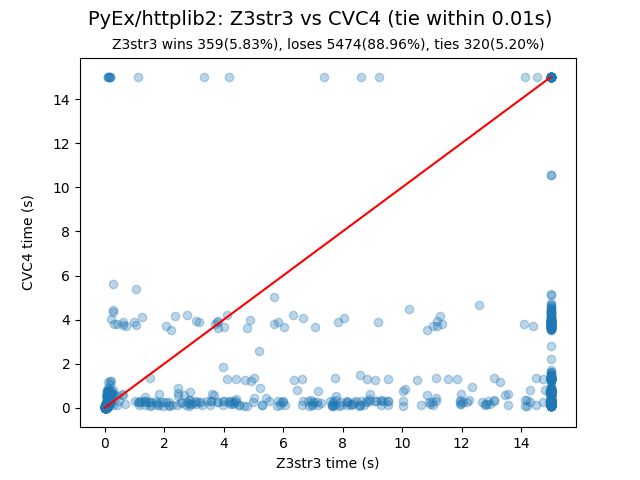 PyEx/httplib2: Z3str3 vs CVC4 (tie within 0.01s)
Z3str3 wins 359(5.83%), loses 5474(88.96%), ties 320(5.20%)
14
12
10
8
6
4
2
0
CVC4 time (s)
0 2 4 6 8 10 12 14
Z3str3 time (s)